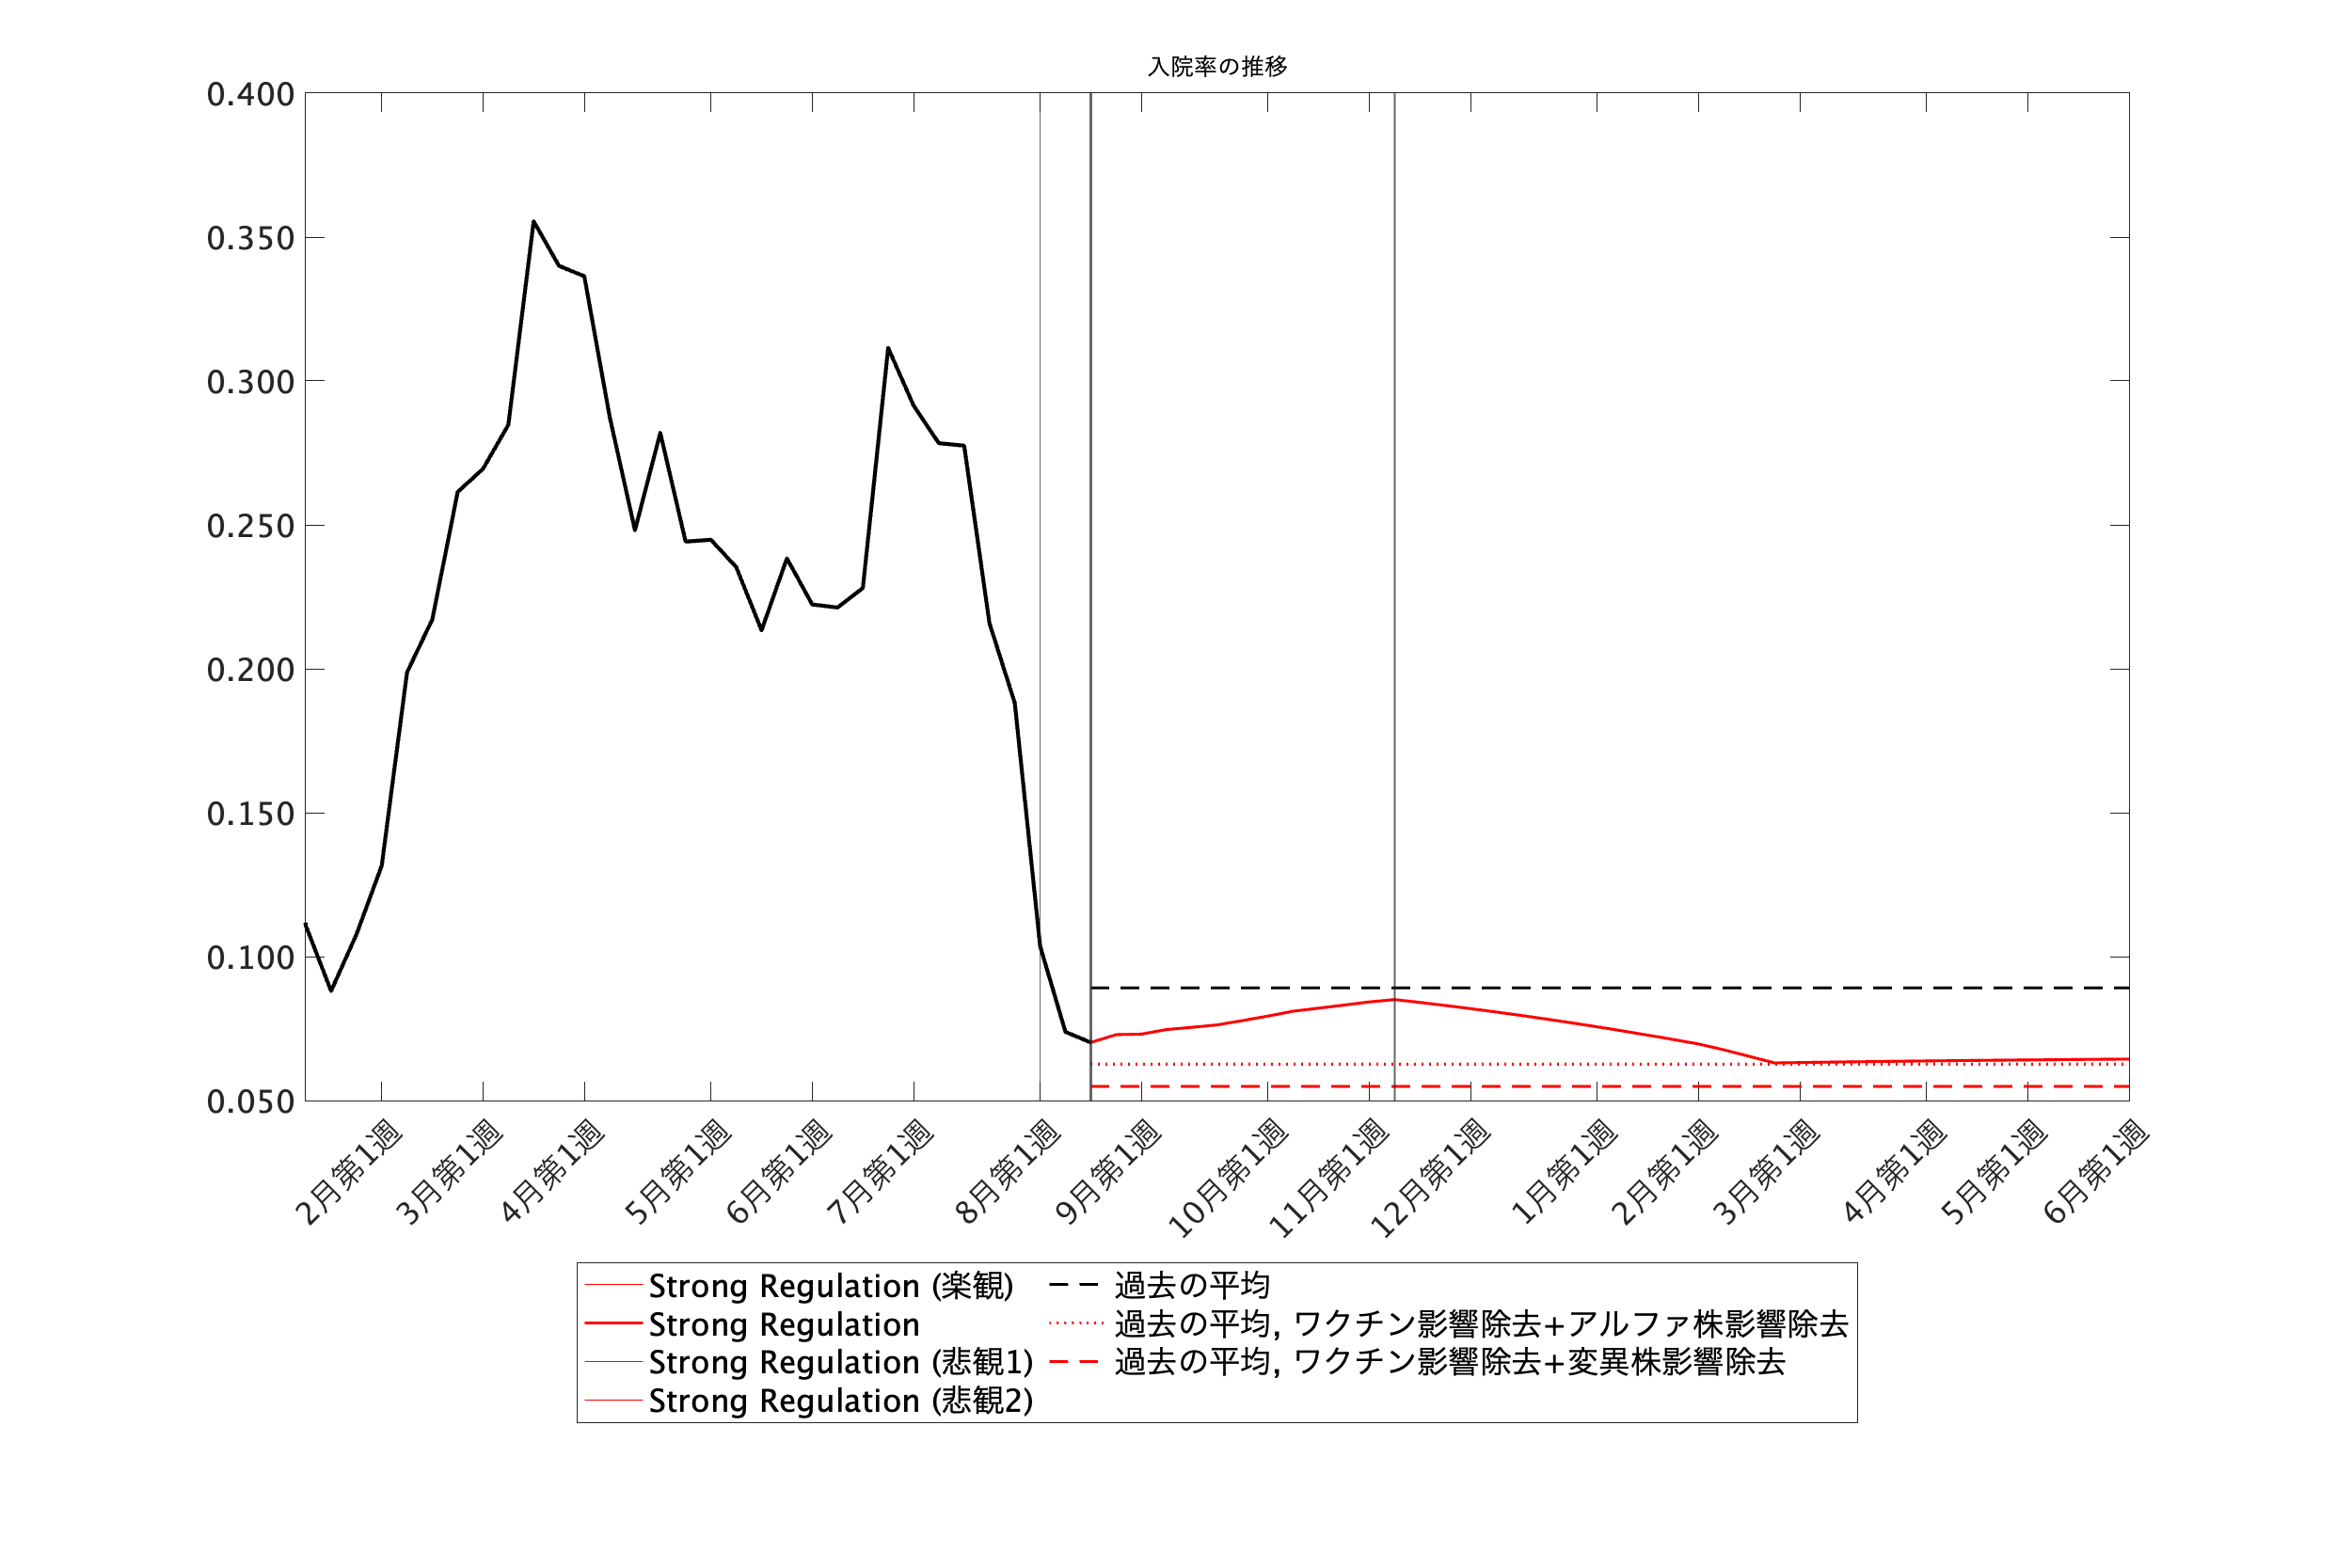 入院率の推移
0.400
0.350
0.300
0.250
0.200
0.150
0.100
0.050
2月第1週
3月第1週
4月第1週
5月第1週
6月第1週
7月第1週
8月第1週
9月第1週
10月第1週
11月第1週
12月第1週
1月第1週
2月第1週
3月第1週
4月第1週
5月第1週
6月第1週
Strong Regulation (楽観)
Strong Regulation
Strong Regulation (悲観1)
Strong Regulation (悲観2)
過去の平均
過去の平均, ワクチン影響除去+アルファ株影響除去
過去の平均, ワクチン影響除去+変異株影響除去